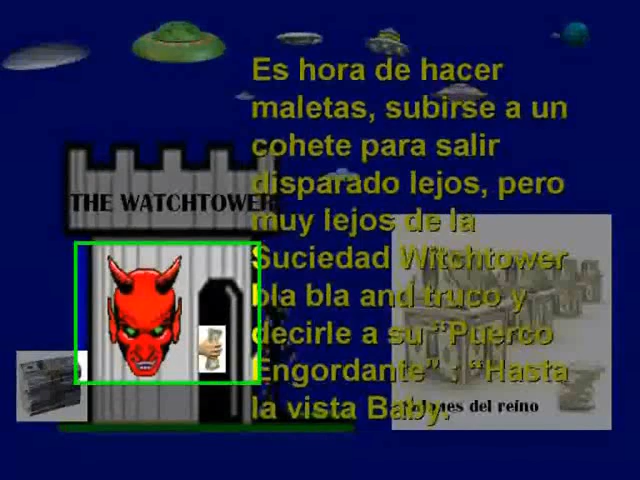 Es hora de hacer
maletas, subirse a un
cohete para salir
disparado lejos, pero
muy lejos de la
Suciedad Witchtower
bla bla and truco y
decirle a su “Puerco
Engordante” : “Hasta
la vista Baby.
THE WATCHTOWER
del reino